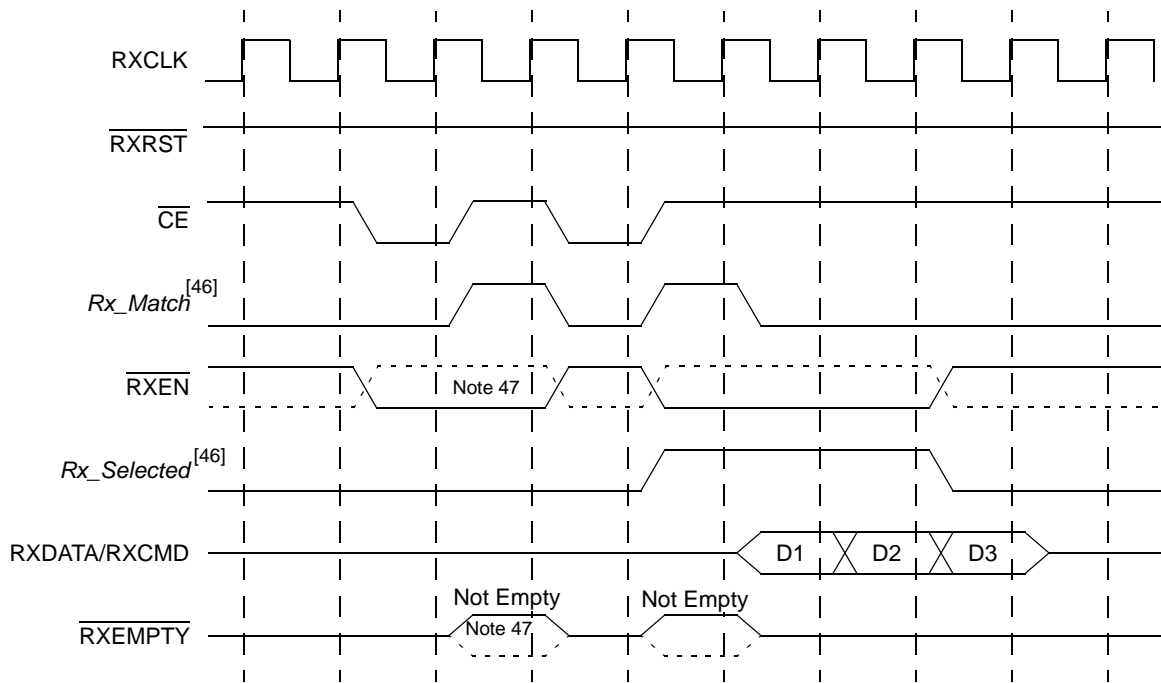 RXCLK
RXRST
CE
Rx_Match[46]
RXEN
Note 47
Rx_Selected[46]
RXDATA/RXCMD
D1 D2 D3
Not Empty Not Empty
RXEMPTY
Note 47